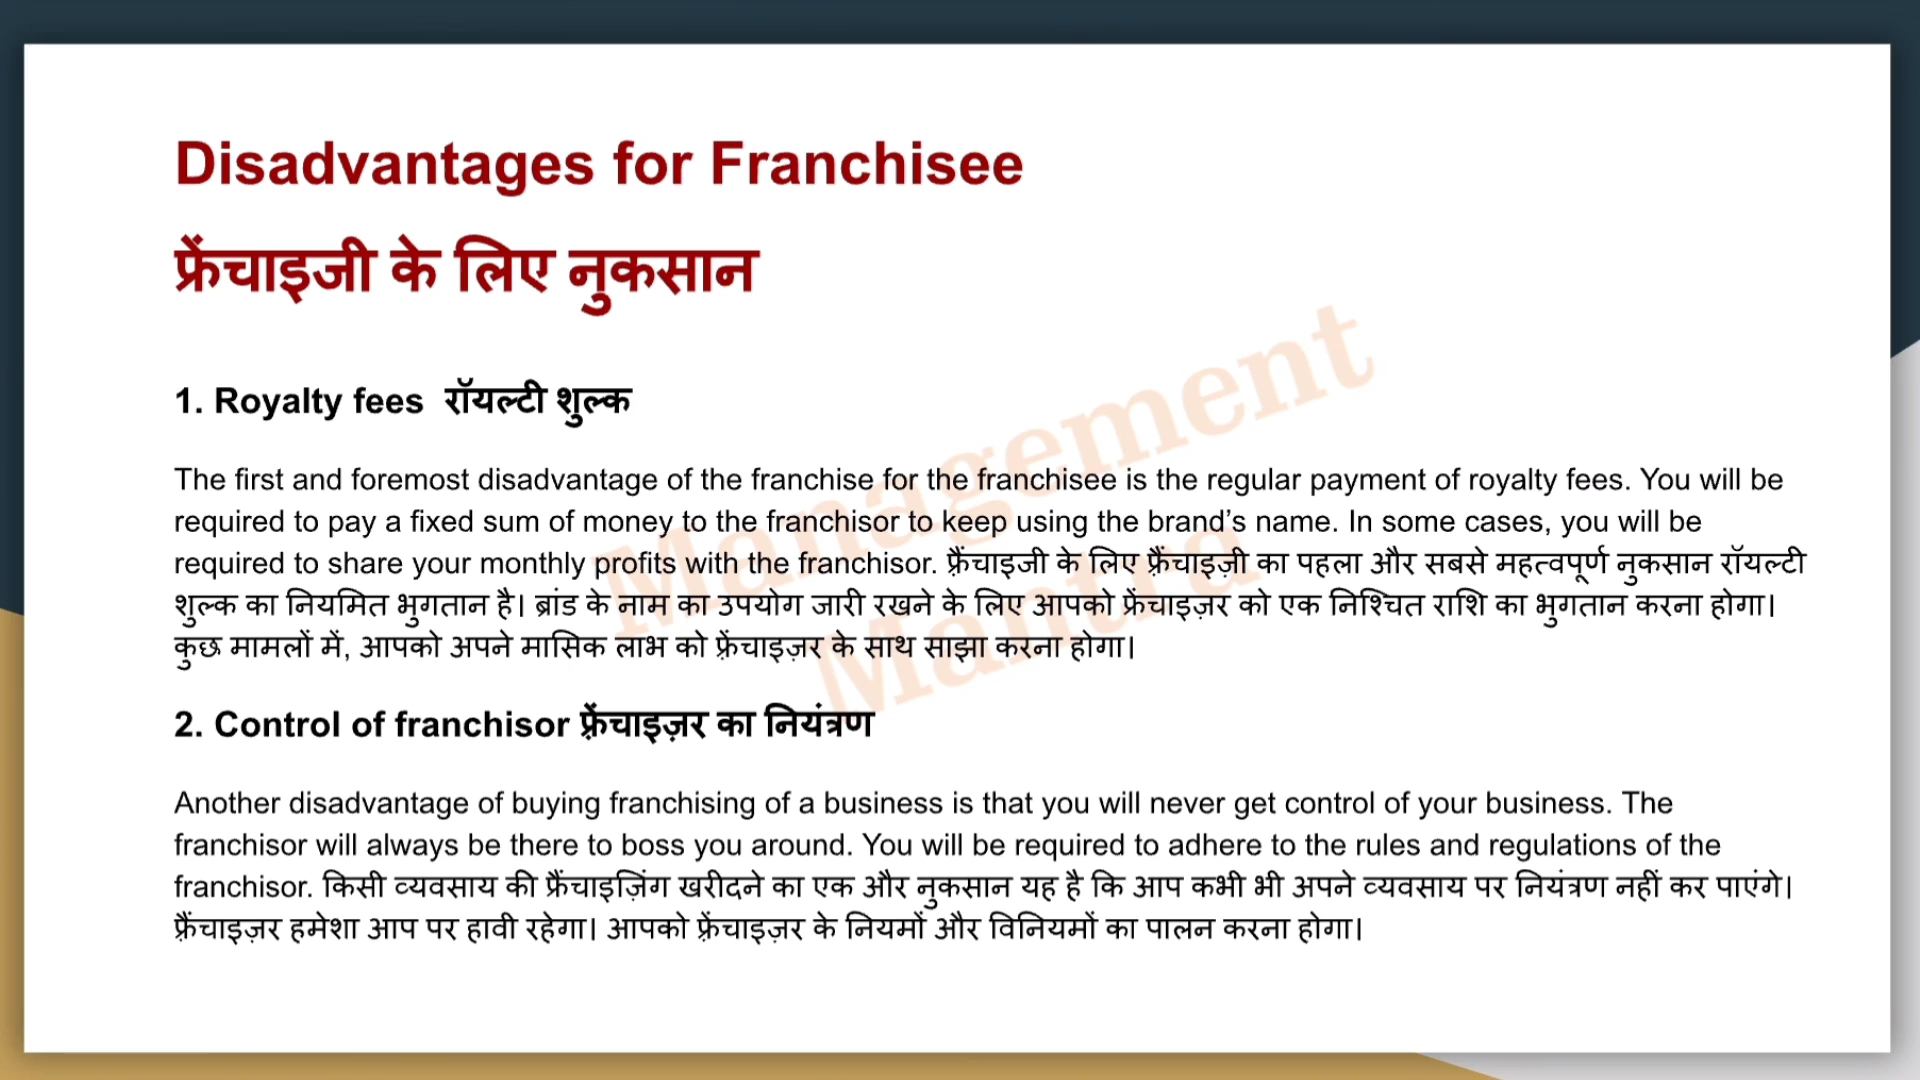 Disadvantages for Franchisee
फ्रेंचाइजी के लिए नुकसान
1. Royalty fees रॉयल्टी शुल्क
The first and foremost disadvantage of the franchise for the franchisee is the regular payment of royalty fees. You will be
required to pay a fixed sum of money to the franchisor to keep using the brand’s name. In some cases, you will be
required to share your monthly profits with the franchisor. फ़्रैंचाइजी के लिए फ़्रैंचाइज़ी का पहला और सबसे महत्वपूर्ण नुकसान रॉयल्टी
शुल्क का नियमित भुगतान है। ब्रांड के नाम का उपयोग जारी रखने के लिए आपको फ्रेंचाइज़र को एक निश्चित राशि का भुगतान करना होगा।
कुछ मामलों में, आपको अपने मासिक लाभ को फ़्रेंचाइज़र के साथ साझा करना होगा।
2. Control of franchisor फ़्रेंचाइज़र का नियंत्रण
Another disadvantage of buying franchising of a business is that you will never get control of your business. The
franchisor will always be there to boss you around. You will be required to adhere to the rules and regulations of the
franchisor. किसी व्यवसाय की फ्रैंचाइज़िंग खरीदने का एक और नुकसान यह है कि आप कभी भी अपने व्यवसाय पर नियंत्रण नहीं कर पाएंगे।
फ़्रैंचाइज़र हमेशा आप पर हावी रहेगा। आपको फ़्रेंचाइज़र के नियमों और विनियमों का पालन करना होगा।
Management
Mantra